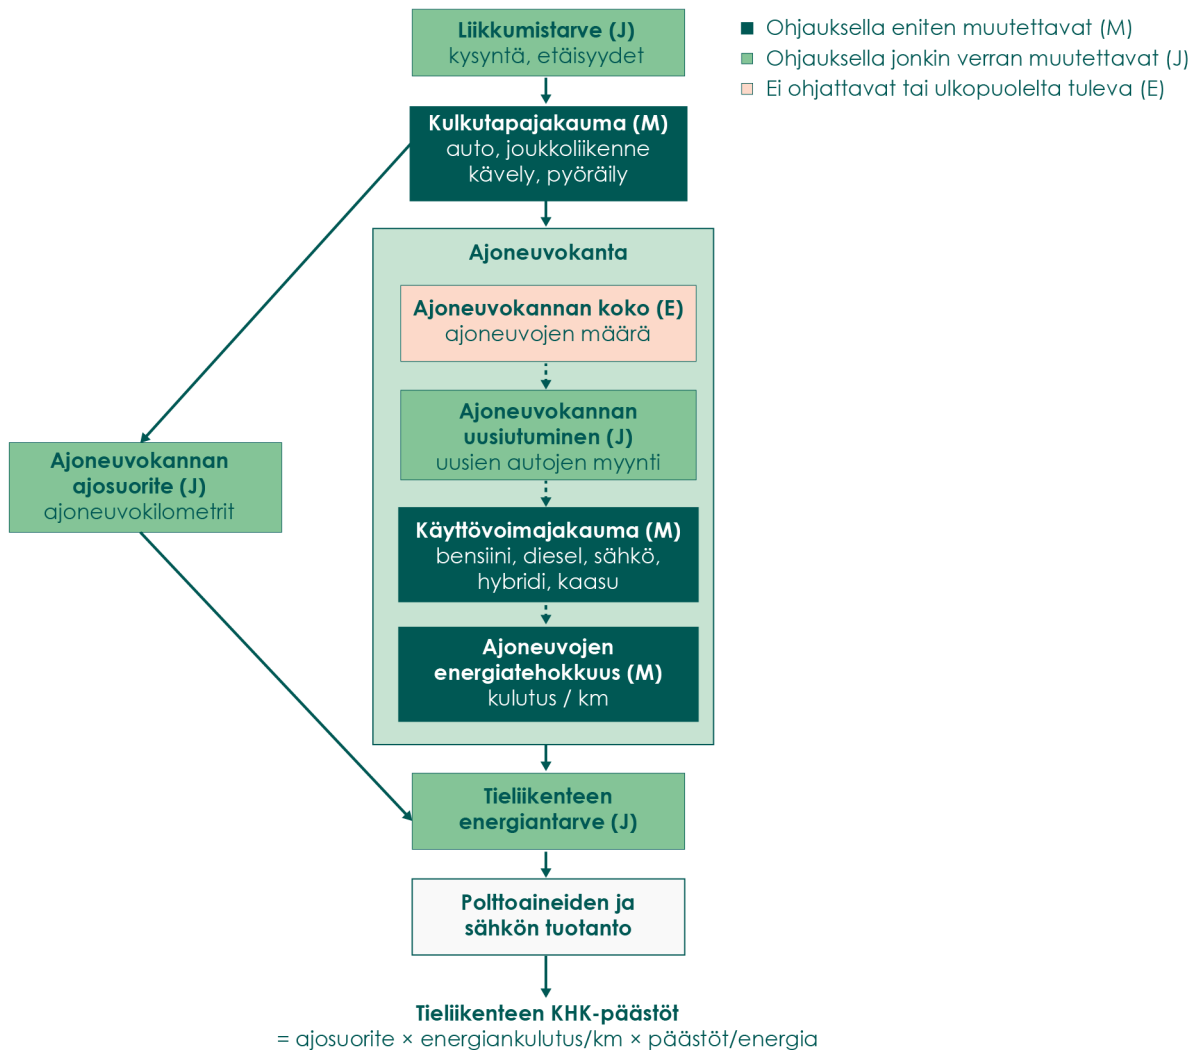 Liikkumistarve (J)
kysyntä, etäisyydet
Ohjauksella eniten muutettavat (M)
Ohjauksella jonkin verran muutettavat (J)
Ei ohjattavat tai ulkopuolelta tuleva (E)
Kulkutapajakauma (M)
auto, joukkoliikenne
kävely, pyöräily
Ajoneuvokanta
Ajoneuvokannan koko (E)
ajoneuvojen määrä
Ajoneuvokannan
uusiutuminen (J)
uusien autojen myynti
Ajoneuvokannan
ajosuorite (J)
ajoneuvokilometrit
Käyttövoimajakauma (M)
bensiini, diesel, sähkö,
hybridi, kaasu
Ajoneuvojen
energiatehokkuus (M)
kulutus / km
Tieliikenteen
energiantarve (J)
Polttoaineiden ja
sähkön tuotanto
Tieliikenteen KHK-päästöt
= ajosuorite × energiankulutus/km × päästöt/energia